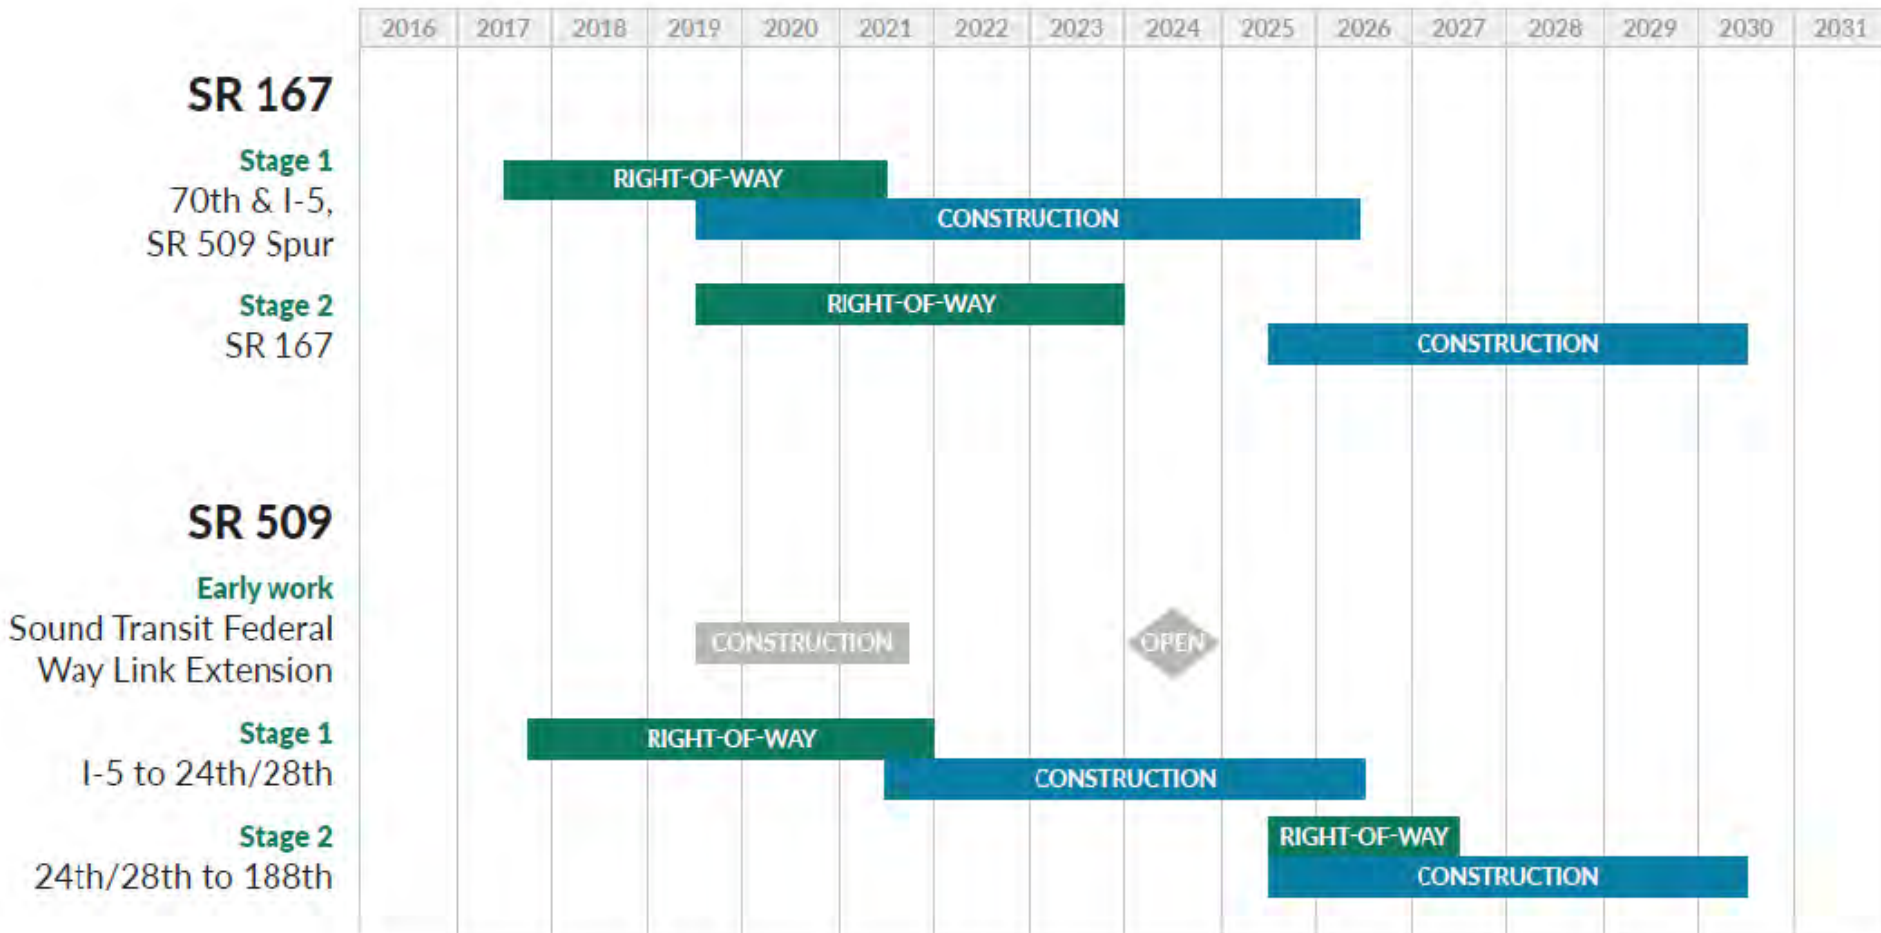 2016 2017 2018 2019 2020 2021 2022 2023 2024 2025 2026 2027 2028 2029 2030 2031
SR 167
Stage 1
RIGHT-OF-WAY
70th & I-5,
CONSTRUCTION
SR 509 Spur
Stage 2
RIGHT-OF-WAY
SR 167
CONSTRUCTION
SR 509
Early work
Sound Transit Federal
CONSTRUCTION
OPEN
Way Link Extension
Stage 1
RIGHT-OF-WAY
I-5 to 24th/28th
CONSTRUCTION
Stage 2
RIGHT-OF-WAY
24th/28th to 188th
CONSTRUCTION